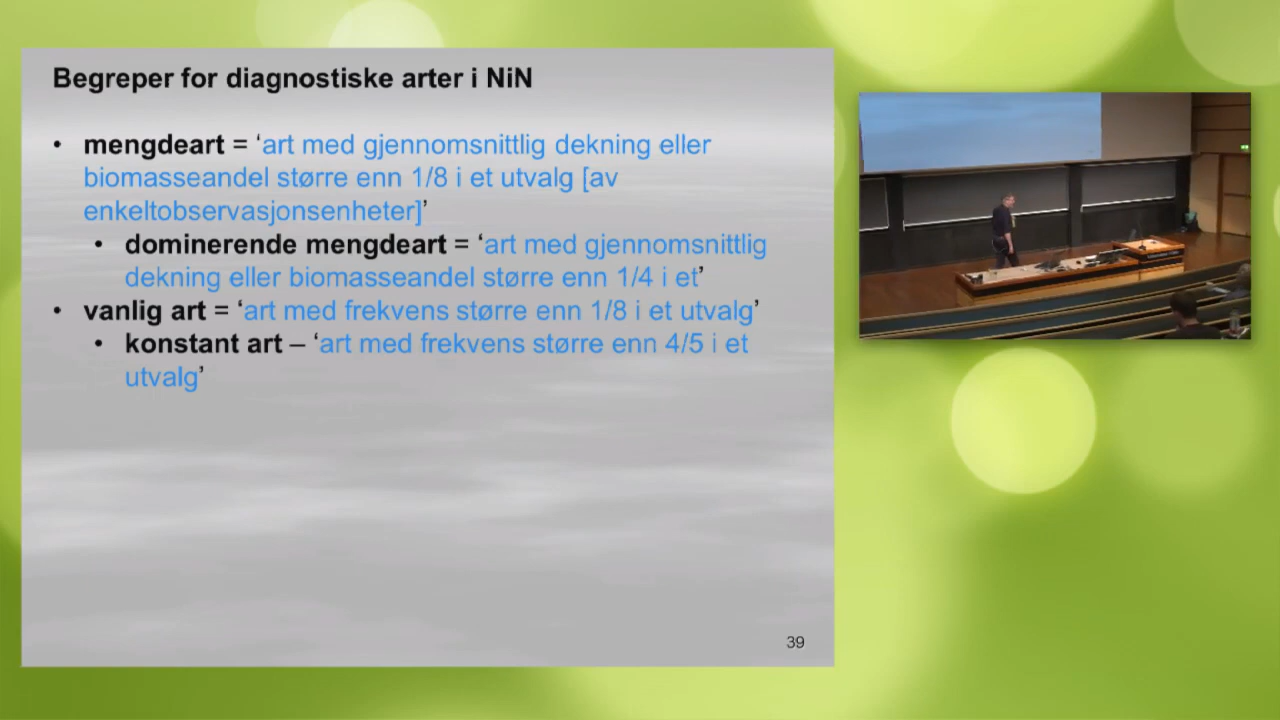 Begreper for diagnostiske arter i NiN
• mengdeart = ‘art med gjennomsnittlig dekning eller
biomasseandel større enn 1/8 i et utvalg [av
enkeltobservasjonsenheter]’
• dominerende mengdeart = ‘art med gjennomsnittlig
dekning eller biomasseandel større enn 1/4 i et’
• vanlig art = ‘art med frekvens større enn 1/8 i et utvalg’
• konstant art – ‘art med frekvens større enn 4/5 i et
utvalg’
39